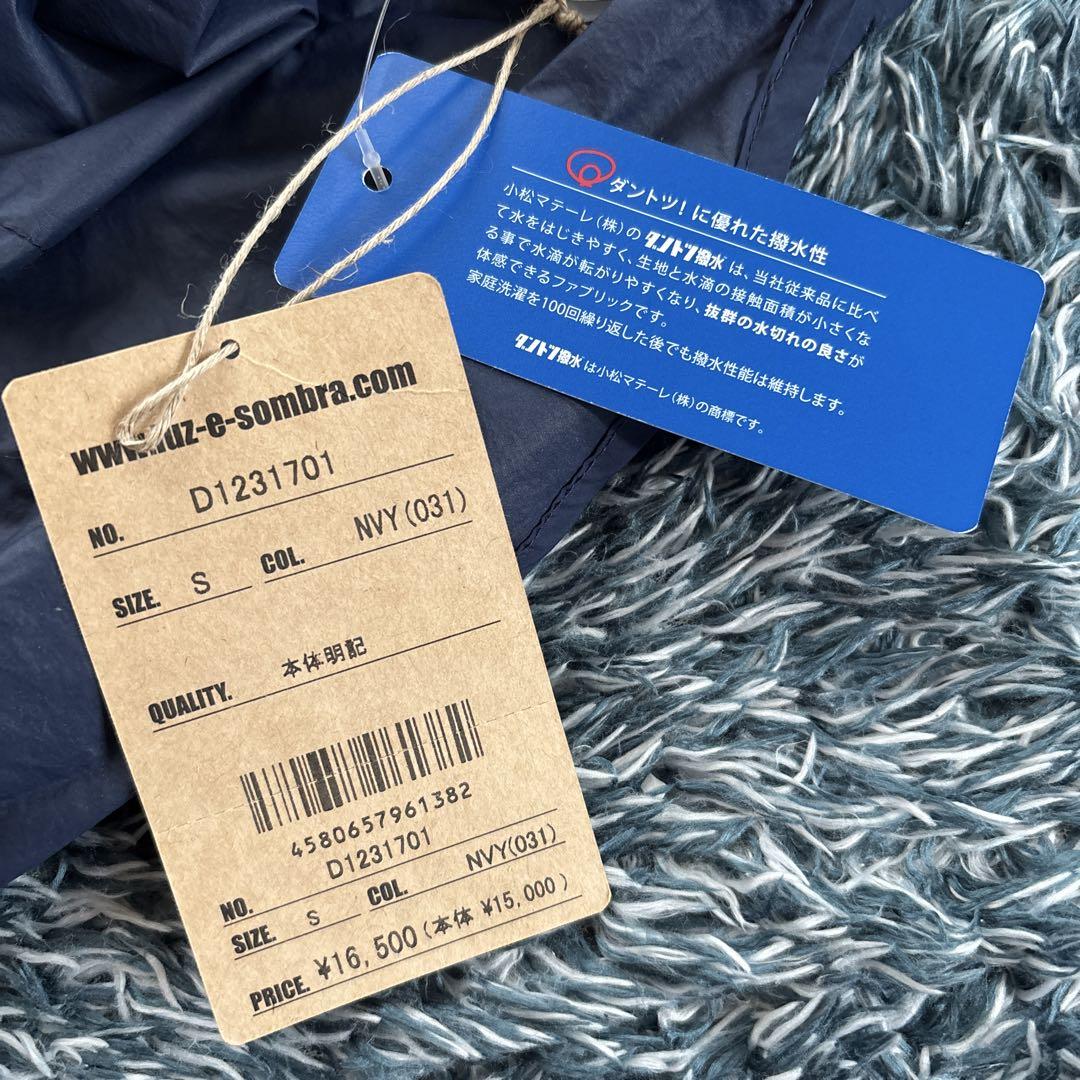 ダントツ!に優れた撥水性
小松マテーレ(株)の ダントツ撥水 は、当社従来品に比べ
て水をはじきやすく、生地と水滴の接触面積が小さくな
る事で水滴が転がりやすくなり、抜群の水切れの良さが
体感できるファブリックです。
家庭洗濯を100回繰り返した後でも撥水性能は維持します。
ダントツ撥水 は小松マテーレ(株)の商標です。
www.luz-e-sombra.com
NO. D1231701
SIZE. S COL. NVY(031)
QUALITY. 本体明記
4580657961382
NO. D1231701
SIZE. S COL. NVY(031)
PRICE. ¥16,500(本体 ¥15,000)